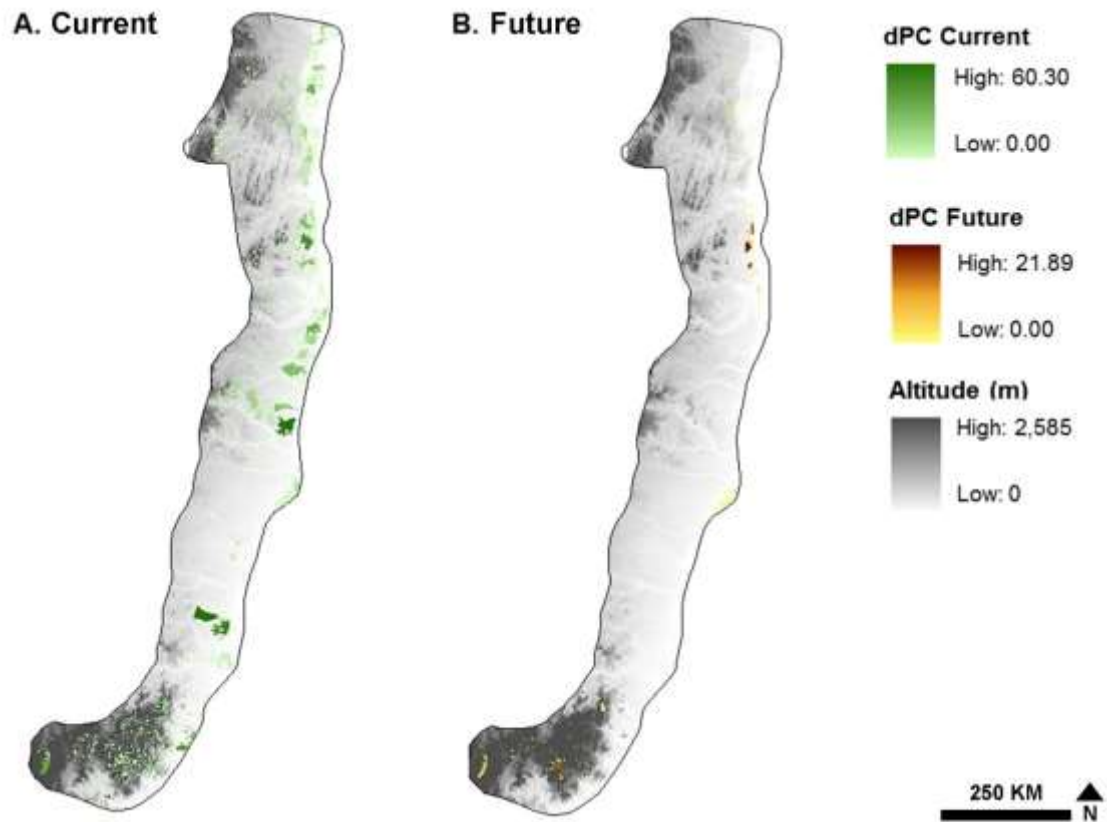 A. Current
B. Future
dPC Current
High: 60.30
Low: 0.00
dPC Future
High: 21.89
Low: 0.00
Altitude (m)
High: 2,585
Low: 0
250 KM
N